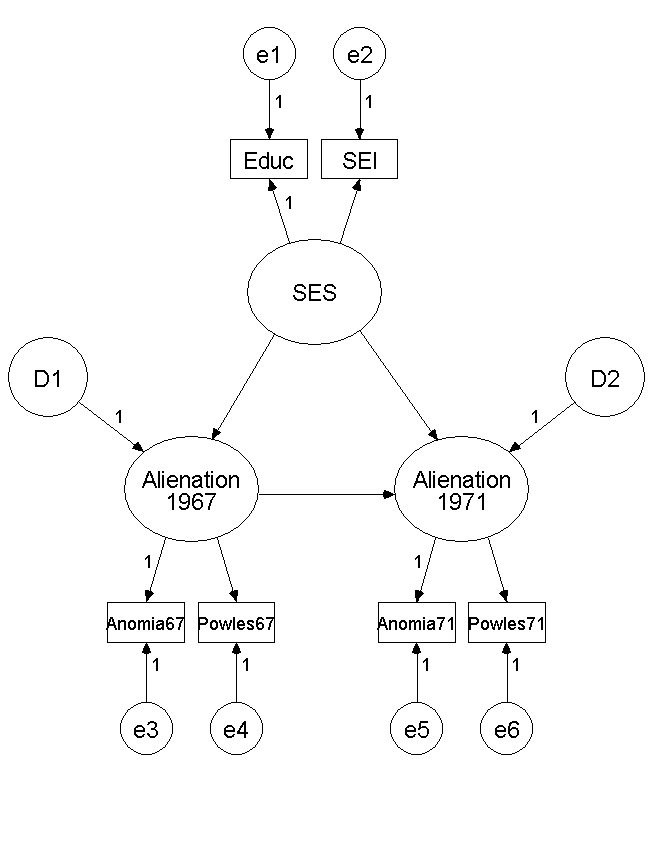 e1
e2
1
1
Educ
SEI
1
SES
D1
D2
1
1
Alienation
1967
Alienation
1971
1
1
Anomia67
Powles67
Anomia71
Powles71
1
1
1
1
e3
e4
e5
e6